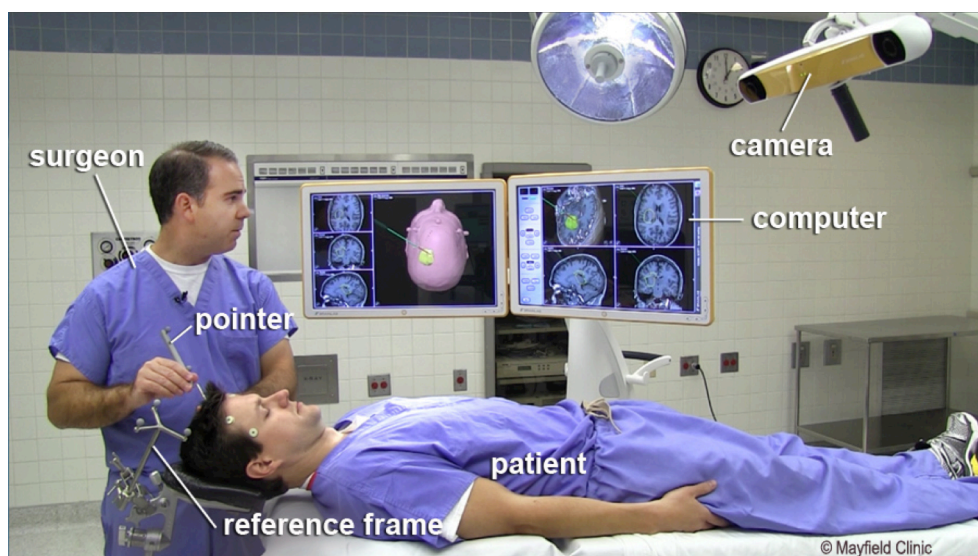 surgeon
camera
computer
pointer
patient
reference frame
© Mayfield Clinic